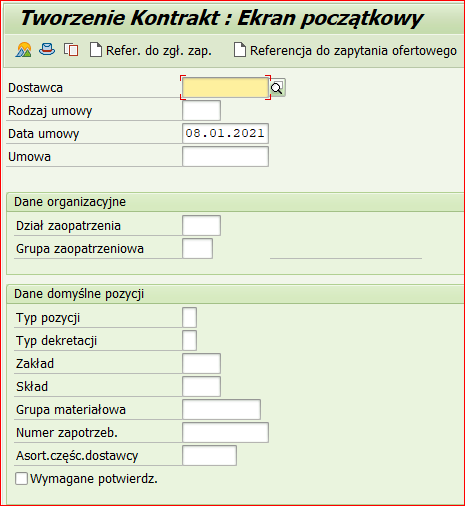 Tworzenie Kontrakt : Ekran początkowy
Refer. do zgł. zap. Referencja do zapytania ofertowego
Dostawca
Rodzaj umowy
Data umowy 08.01.2021
Umowa
Dane organizacyjne
Dział zaopatrzenia
Grupa zaopatrzeniowa
Dane domyślne pozycji
Typ pozycji
Typ dekretacji
Zakład
Skład
Grupa materiałowa
Numer zapotrzeb.
Asort.częśc.dostawcy
Wymagane potwierdz.